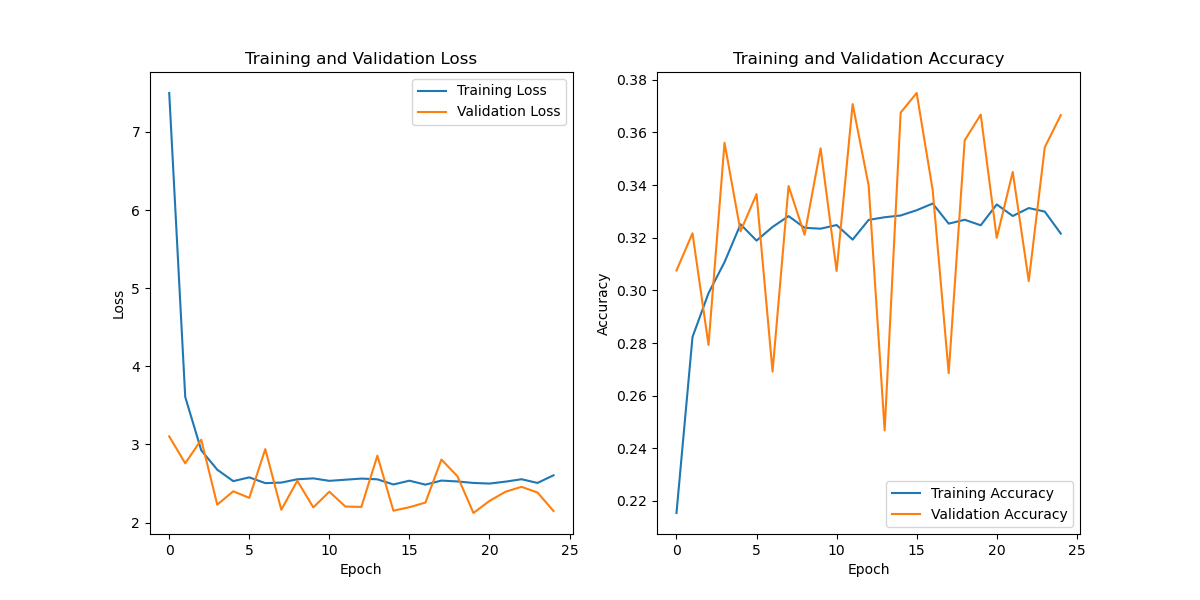 Training and Validation Loss
Training Loss
Validation Loss
7
6
5
4
3
2
0
5
10
15
20
25
Loss
Epoch
Training and Validation Accuracy
0.38
0.36
0.34
0.32
0.30
0.28
0.26
0.24
0.22
Training Accuracy
Validation Accuracy
0
5
10
15
20
25
Accuracy
Epoch